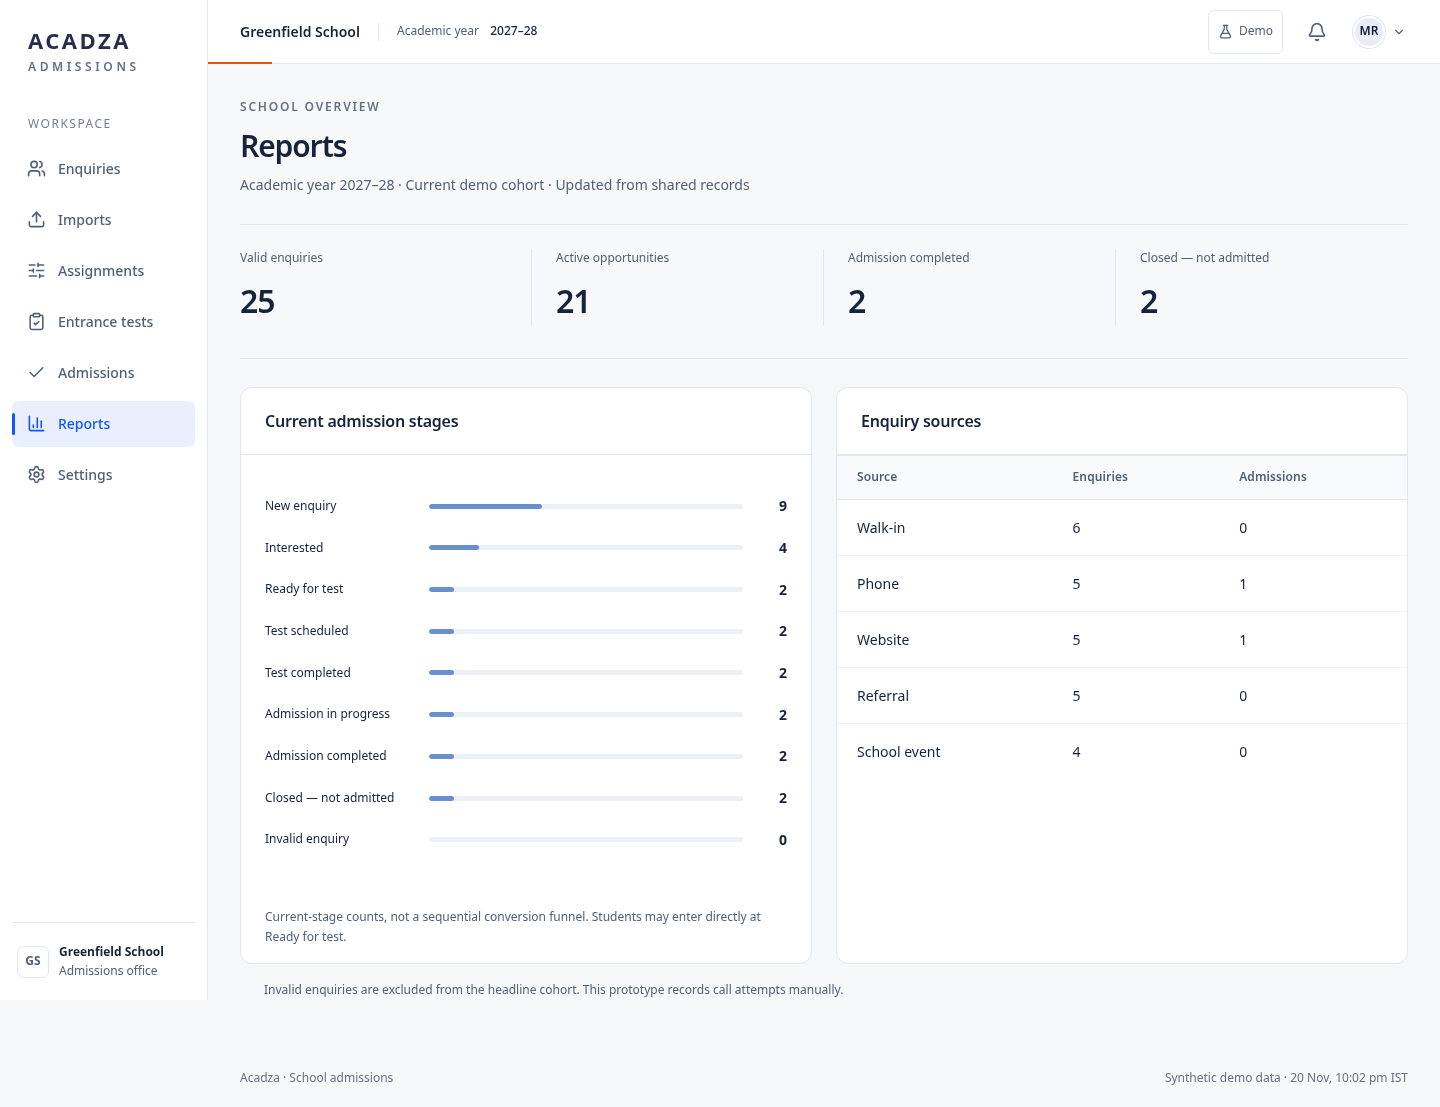 ACADZA
ADMISSIONS
WORKSPACE
Enquiries
Imports
Assignments
Entrance tests
Admissions
Reports
Settings
GS
Greenfield School
Admissions office
Greenfield School
Academic year 2027–28
Demo
MR
SCHOOL OVERVIEW
Reports
Academic year 2027–28 · Current demo cohort · Updated from shared records
Valid enquiries
25
Active opportunities
21
Admission completed
2
Closed — not admitted
2
Current admission stages
New enquiry 9
Interested 4
Ready for test 2
Test scheduled 2
Test completed 2
Admission in progress 2
Admission completed 2
Closed — not admitted 2
Invalid enquiry 0
Current-stage counts, not a sequential conversion funnel. Students may enter directly at
Ready for test.
Enquiry sources
Source Enquiries Admissions
Walk-in 6 0
Phone 5 1
Website 5 1
Referral 5 0
School event 4 0
Invalid enquiries are excluded from the headline cohort. This prototype records call attempts manually.
Acadza · School admissions
Synthetic demo data · 20 Nov, 10:02 pm IST